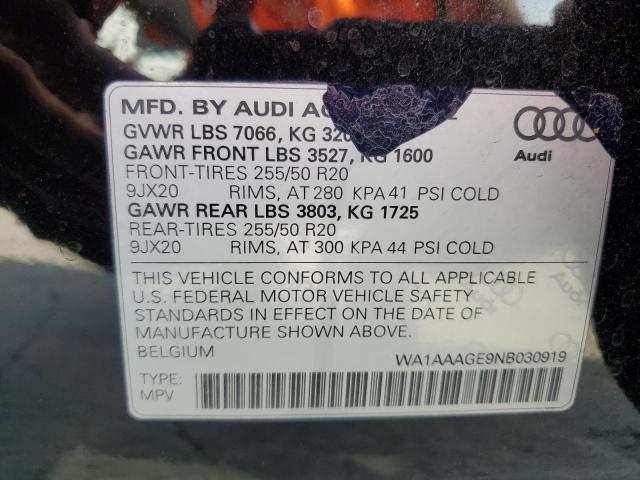 MFD. BY AUDI AG
GVWR LBS 7066, KG 320
GAWR FRONT LBS 3527, KG 1600
FRONT-TIRES 255/50 R20
9JX20 RIMS, AT 280 KPA 41 PSI COLD
GAWR REAR LBS 3803, KG 1725
REAR-TIRES 255/50 R20
9JX20 RIMS, AT 300 KPA 44 PSI COLD
Audi
THIS VEHICLE CONFORMS TO ALL APPLICABLE
U.S. FEDERAL MOTOR VEHICLE SAFETY
STANDARDS IN EFFECT ON THE DATE OF
MANUFACTURE SHOWN ABOVE.
BELGIUM
WA1AAAGE9NB030919
TYPE:
MPV
Audi